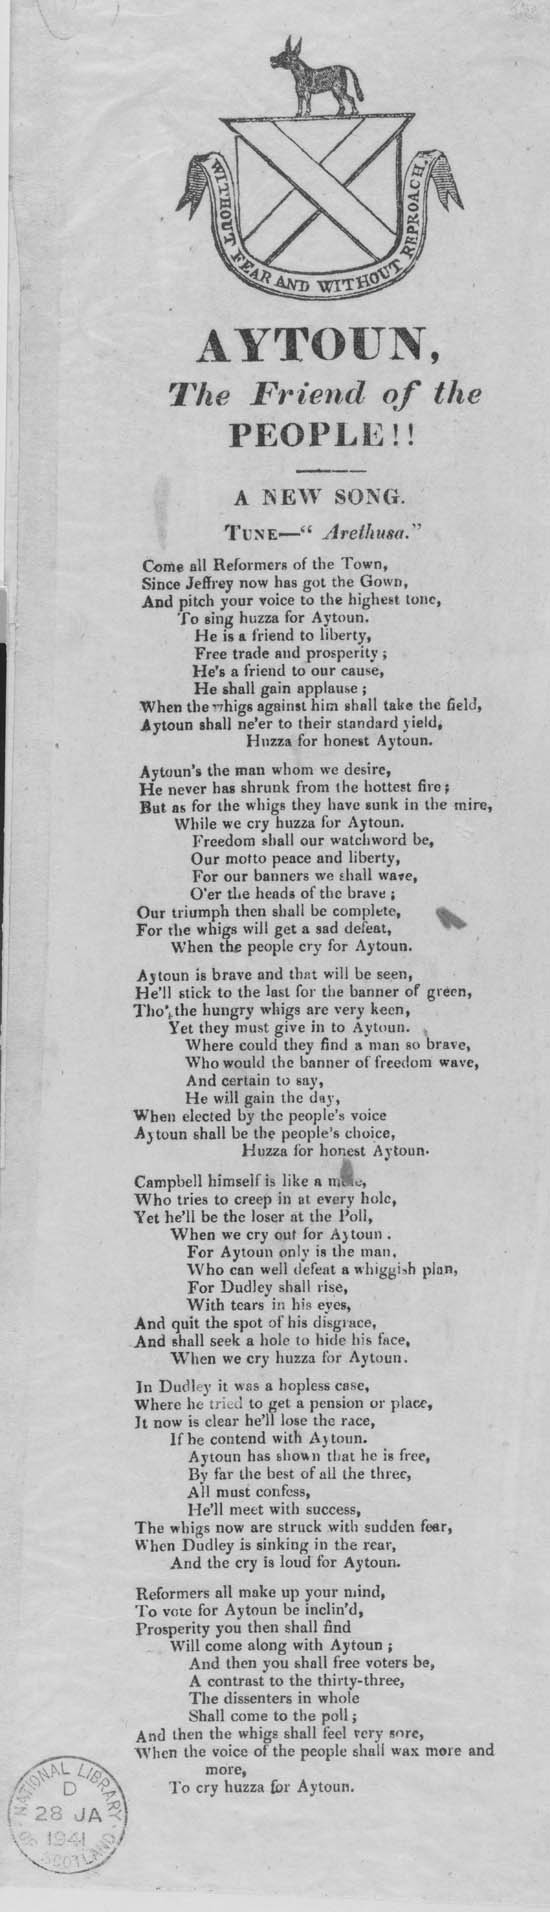 WITHOUT FEAR AND WITHOUT REPROACH.
AYTOUN,
The Friend of the
PEOPLE!!
A NEW SONG.
TUNE—“ Arethusa.”
Come all Reformers of the Town,
Since Jeffrey now has got the Gown,
And pitch your voice to the highest tone,
To sing huzza for Aytoun.
He is a friend to liberty,
Free trade and prosperity ;
He's a friend to our cause,
He shall gain applause ;
When the whigs against him shall take the field,
Aytoun shall ne'er to their standard yield,
Huzza for honest Aytoun.
Aytoun's the man whom we desire,
He never has shrunk from the hottest fire ;
But as for the whigs they have sunk in the mire,
While we cry huzza for Aytoun.
Freedom shall our watchword be,
Our motto peace and liberty,
For our banners we shall wave,
O'er the heads of the brave ;
Our triumph then shall be complete,
For the whigs will get a sad defeat,
When the people cry for Aytoun.
Aytoun is brave and that will be seen,
He'll stick to the last for the banner of green,
Tho' the hungry whigs are very keen,
Yet they must give in to Aytoun.
Where could they find a man so brave,
Who would the banner of freedom wave,
And certain to say,
He will gain the day,
When elected by the people's voice
Aytoun shall be the people's choice,
Huzza for honest Aytoun.
Campbell himself is like a mole,
Who tries to creep in at every hole,
Yet he'll be the loser at the Poll,
When we cry out for Aytoun .
For Aytoun only is the man,
Who can well defeat a whiggish plan,
For Dudley shall rise,
With tears in his eyes,
And quit the spot of his disgrace,
And shall seek a hole to hide his face,
When we cry huzza for Aytoun.
In Dudley it was a hopless case,
Where he tried to get a pension or place,
It now is clear he'll lose the race,
If he contend with Aytoun.
Aytoun has shown that he is free,
By far the best of all the three,
All must confess,
He'll meet with success,
The whigs now are struck with sudden fear,
When Dudley is sinking in the rear,
And the cry is loud for Aytoun.
Reformers all make up your mind,
To vote for Aytoun be inclin'd,
Prosperity you then shall find
Will come along with Aytoun ;
And then you shall free voters be,
A contrast to the thirty-three,
The dissenters in whole
Shall come to the poll ;
And then the whigs shall feel very sore,
When the voice of the people shall wax more and
more,
To cry huzza for Aytoun.
NATIONAL LIBRARY
D
28 JA
1941
OF SCOTLAND